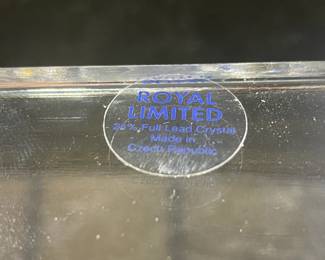 ROYAL
LIMITED
24% Full Lead Crystal
Made in
Czech Republic